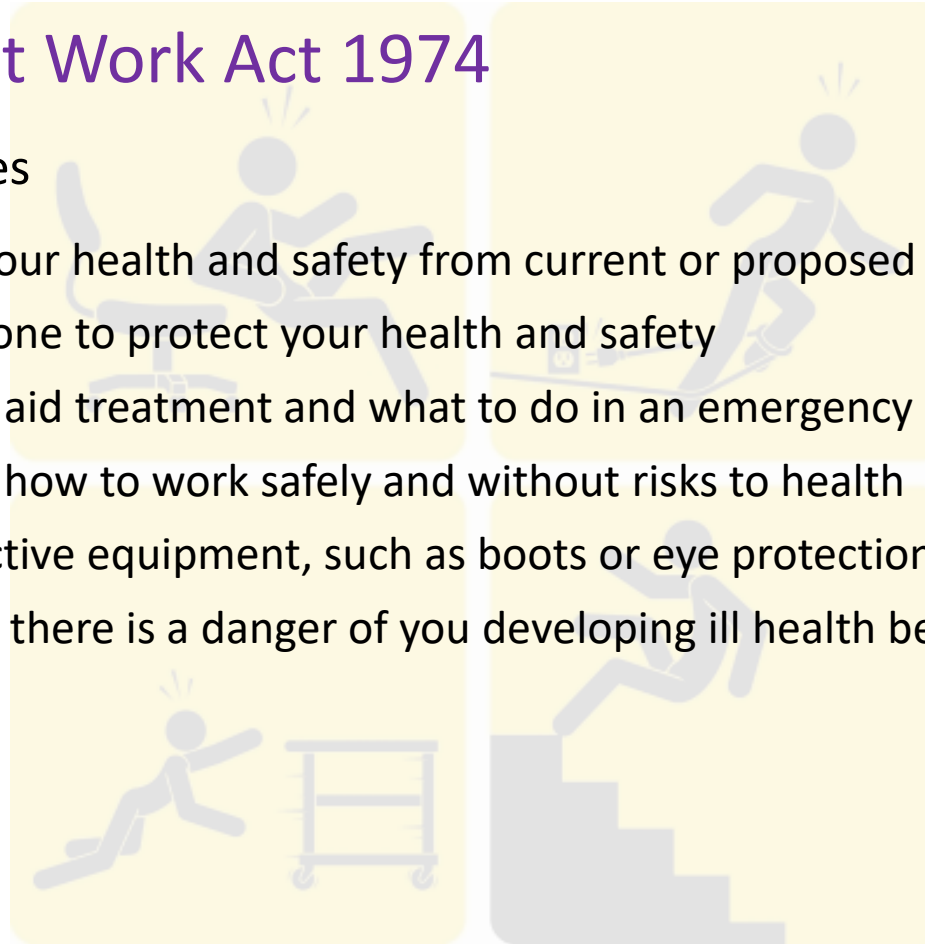 t Work Act 1974
es
our health and safety from current or proposed
one to protect your health and safety
aid treatment and what to do in an emergency
how to work safely and without risks to health
ctive equipment, such as boots or eye protection
there is a danger of you developing ill health be